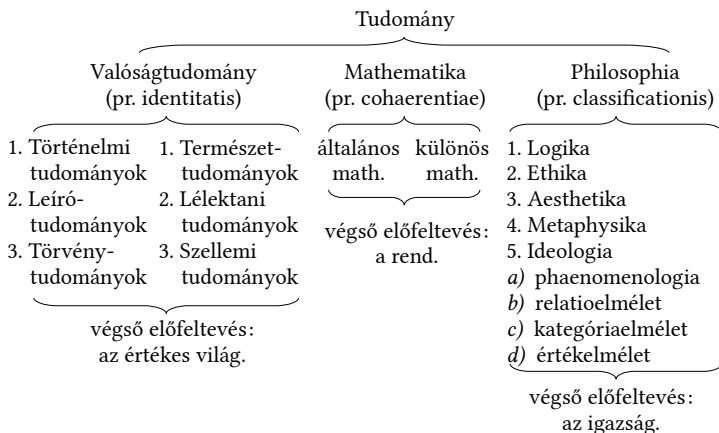 Tudomány
Valóságtudomány
(pr. identitatis)
1. Történelmi
tudományok
2. Leíró-
tudományok
3. Törvény-
tudományok
1. Természet-
tudományok
2. Lélektani
tudományok
3. Szellemi
tudományok
végső előfeltevés:
az értékes világ.
Mathematika
(pr. cohaerentiae)
általános
math.
különös
math.
végső előfeltevés:
a rend.
Philosophia
(pr. classificationis)
1. Logika
2. Ethika
3. Aesthetika
4. Metaphysika
5. Ideologia
a) phaenomenologia
b) relatioelmélet
c) kategóriaelmélet
d) értékelmélet
végső előfeltevés:
az igazság.